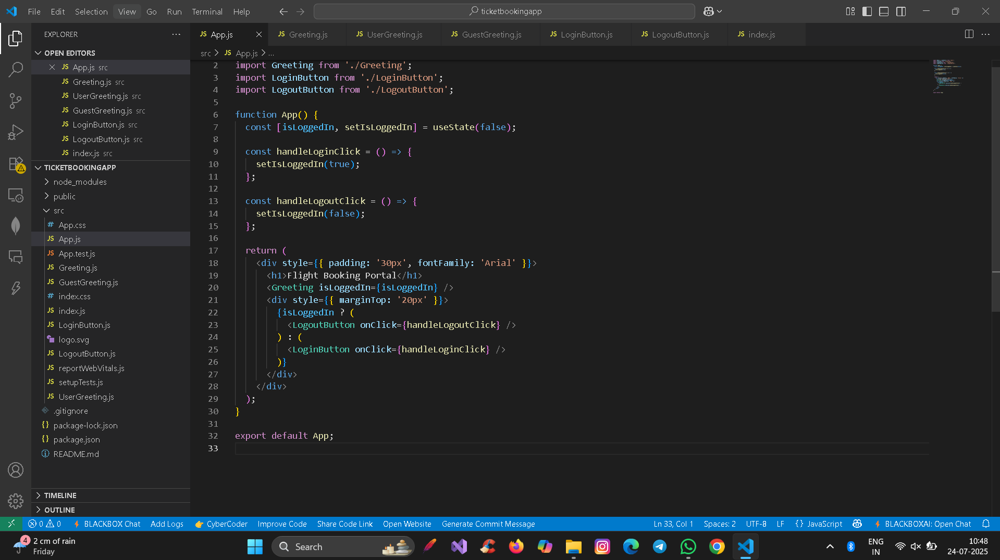 File Edit Selection View Go Run Terminal Help
ticketbookingapp
EXPLORER
OPEN EDITORS
App.js src
Greeting.js src
UserGreeting.js src
GuestGreeting.js src
LoginButton.js src
LogoutButton.js src
index.js src
TICKETBOOKINGAPP
node_modules
public
src
App.css
App.js
App.test.js
Greeting.js
GuestGreeting.js
index.css
index.js
LoginButton.js
logo.svg
LogoutButton.js
reportWebVitals.js
setupTests.js
UserGreeting.js
.gitignore
package-lock.json
package.json
README.md
TIMELINE
OUTLINE
JS App.js JS Greeting.js JS UserGreeting.js JS GuestGreeting.js JS LoginButton.js JS LogoutButton.js JS index.js
src > JS App.js > ...
2 import Greeting from './Greeting';
3 import LoginButton from './LoginButton';
4 import LogoutButton from './LogoutButton';
5
6 function App() {
7 const [isLoggedIn, setIsLoggedIn] = useState(false);
8
9 const handleLoginClick = () => {
10 setIsLoggedIn(true);
11 };
12
13 const handleLogoutClick = () => {
14 setIsLoggedIn(false);
15 };
16
17 return (
18 <div style={{ padding: '30px', fontFamily: 'Arial' }}>
19 <h1>Flight Booking Portal</h1>
20 <Greeting isLoggedIn={isLoggedIn} />
21 <div style={{ marginTop: '20px' }}>
22 {isLoggedIn ? (
23 <LogoutButton onClick={handleLogoutClick} />
24 ) : (
25 <LoginButton onClick={handleLoginClick} />
26 )}
27 </div>
28 </div>
29 );
30 }
31
32 export default App;
33
0 0 BLACKBOX Chat Add Logs CyberCoder Improve Code Share Code Link Open Website Generate Commit Message Ln 33, Col 1 Spaces: 2 UTF-8 LF {} JavaScript BLACKBOXAI: Open Chat
4 2 cm of rain
Friday
Search
ENG
IN
10:48
24-07-2025